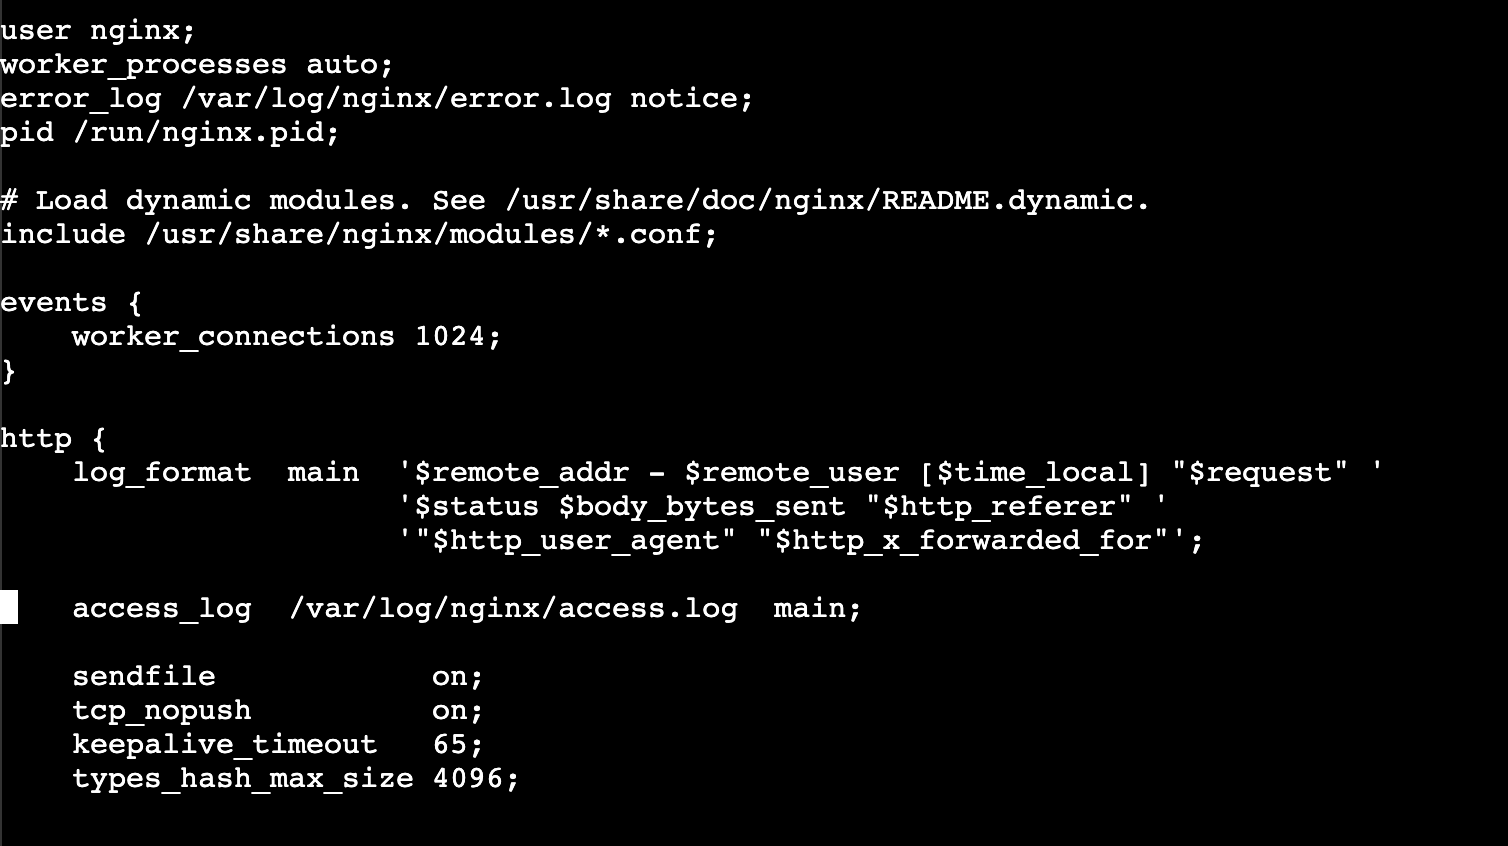 user nginx;
worker_processes auto;
error_log /var/log/nginx/error.log notice;
pid /run/nginx.pid;

# Load dynamic modules. See /usr/share/doc/nginx/README.dynamic.
include /usr/share/nginx/modules/*.conf;

events {
    worker_connections 1024;
}

http {
    log_format  main  '$remote_addr - $remote_user [$time_local] "$request" '
                      '$status $body_bytes_sent "$http_referer" '
                      '"$http_user_agent" "$http_x_forwarded_for"';

    access_log  /var/log/nginx/access.log  main;

    sendfile            on;
    tcp_nopush          on;
    keepalive_timeout   65;
    types_hash_max_size 4096;